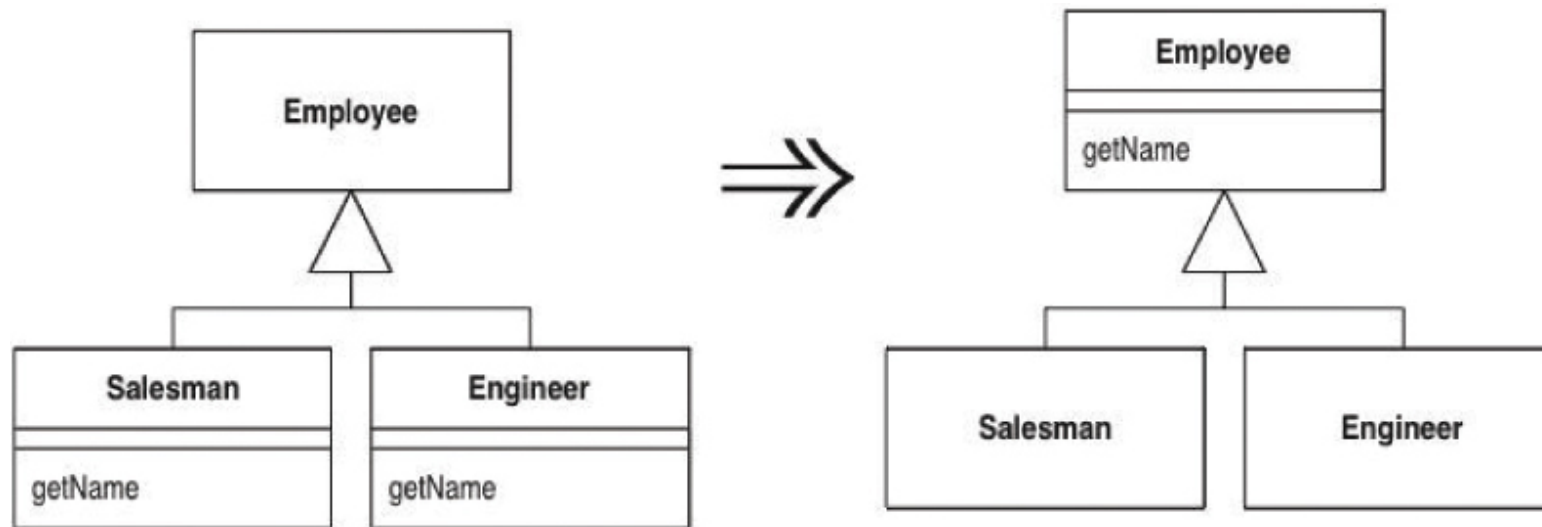 Employee
Salesman
getName
Engineer
getName
Employee
getName
Salesman
Engineer